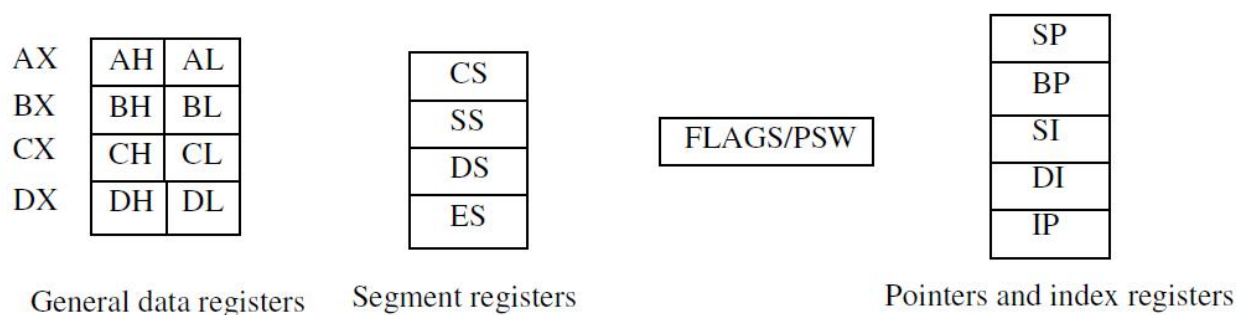 AX AH AL
BX BH BL
CX CH CL
DX DH DL
General data registers
CS
SS
DS
ES
Segment registers
FLAGS/PSW
SP
BP
SI
DI
IP
Pointers and index registers